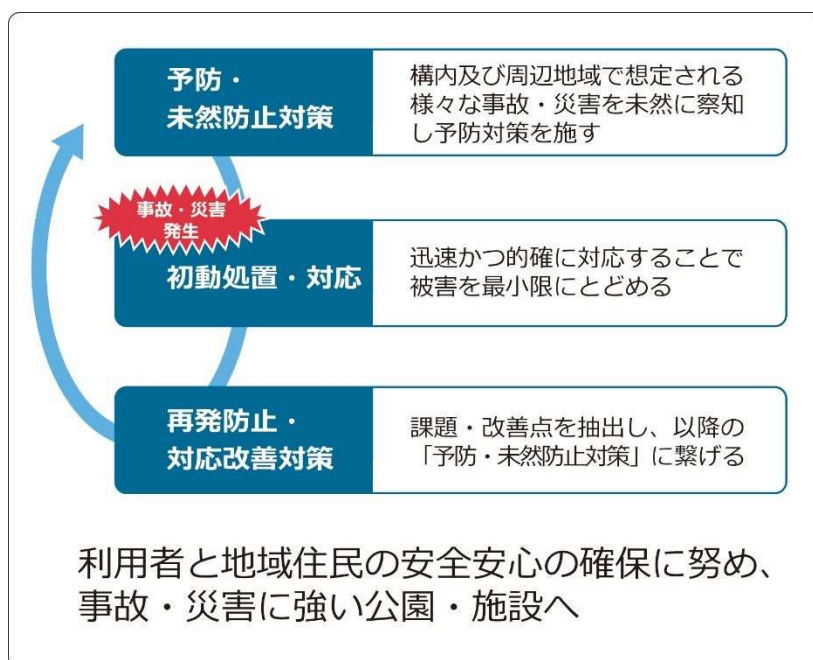 予防・
未然防止対策
構内及び周辺地域で想定される
様々な事故・災害を未然に察知
し予防対策を施す
事故・災害
発生
初動処置・対応
迅速かつ的確に対応することで
被害を最小限にとどめる
再発防止・
対応改善対策
課題・改善点を抽出し、以降の
「予防・未然防止対策」に繋げる
利用者と地域住民の安全安心の確保に努め、
事故・災害に強い公園・施設へ